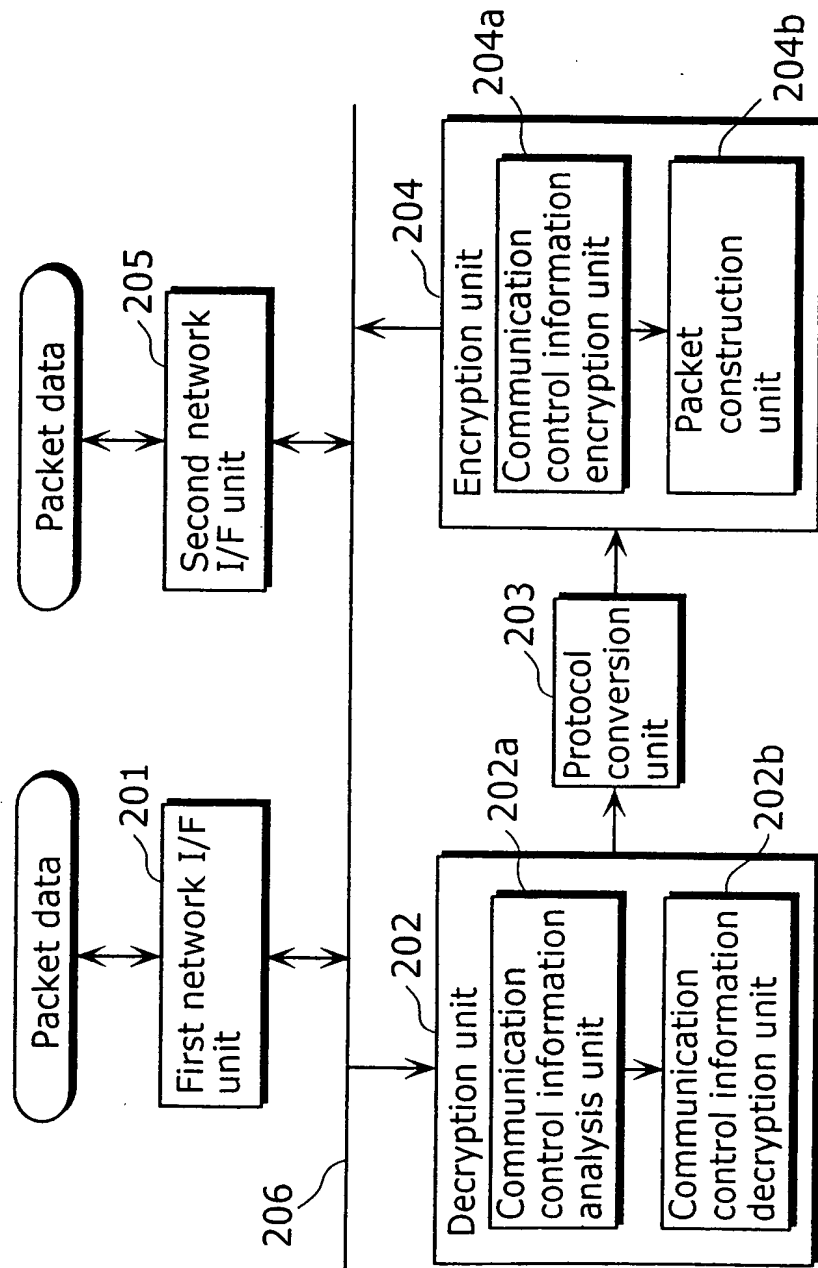 Packet data
Packet data
201
205
First network I/F
unit
Second network
I/F unit
206
202
204
Decryption unit
Communication
control information
analysis unit
202a
Communication
control information
decryption unit
202b
203
Protocol
conversion
unit
Encryption unit
Communication
control information
encryption unit
204a
Packet
construction
unit
204b